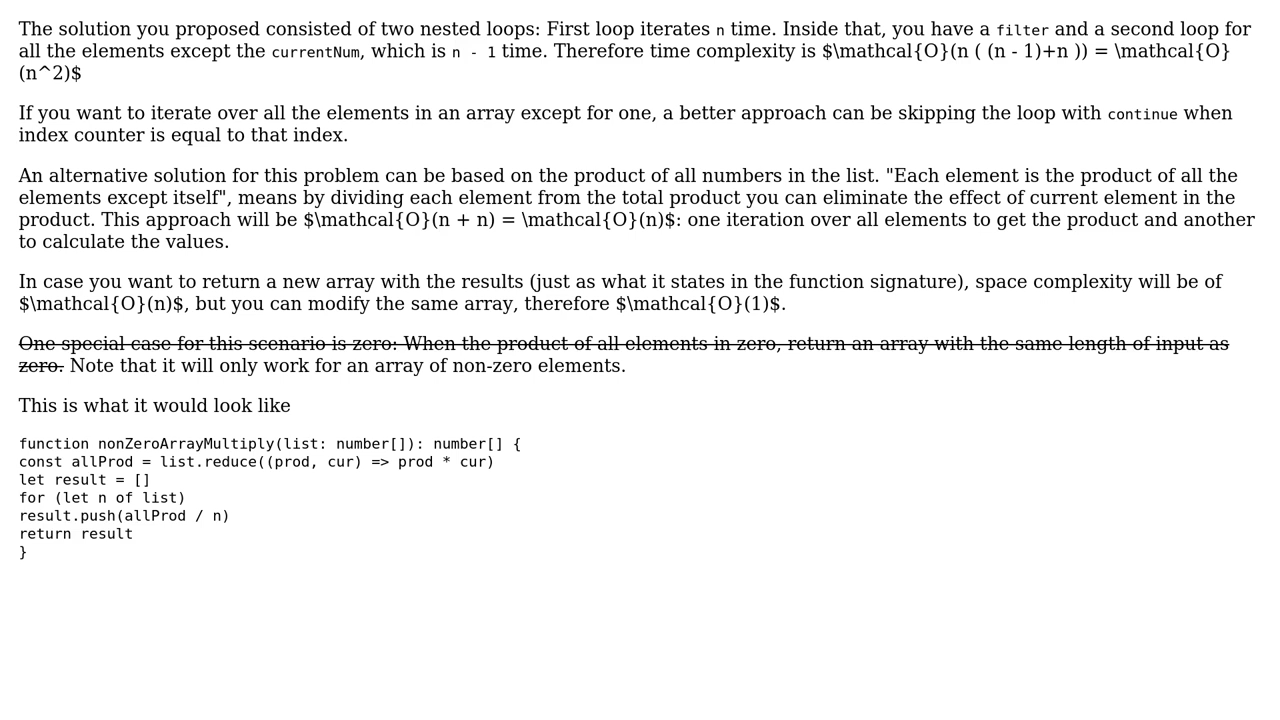 The solution you proposed consisted of two nested loops: First loop iterates n time. Inside that, you have a filter and a second loop for
all the elements except the currentNum, which is n - 1 time. Therefore time complexity is $\mathcal{O}(n ( (n - 1)+n )) = \mathcal{O}
(n^2)$
If you want to iterate over all the elements in an array except for one, a better approach can be skipping the loop with continue when
index counter is equal to that index.
An alternative solution for this problem can be based on the product of all numbers in the list. "Each element is the product of all the
elements except itself", means by dividing each element from the total product you can eliminate the effect of current element in the
product. This approach will be $\mathcal{O}(n + n) = \mathcal{O}(n)$: one iteration over all elements to get the product and another
to calculate the values.
In case you want to return a new array with the results (just as what it states in the function signature), space complexity will be of
$\mathcal{O}(n)$, but you can modify the same array, therefore $\mathcal{O}(1)$.
One special case for this scenario is zero: When the product of all elements in zero, return an array with the same length of input as
zero. Note that it will only work for an array of non-zero elements.
This is what it would look like
function nonZeroArrayMultiply(list: number[]): number[] {
const allProd = list.reduce((prod, cur) => prod * cur)
let result = []
for (let n of list)
result.push(allProd / n)
return result
}